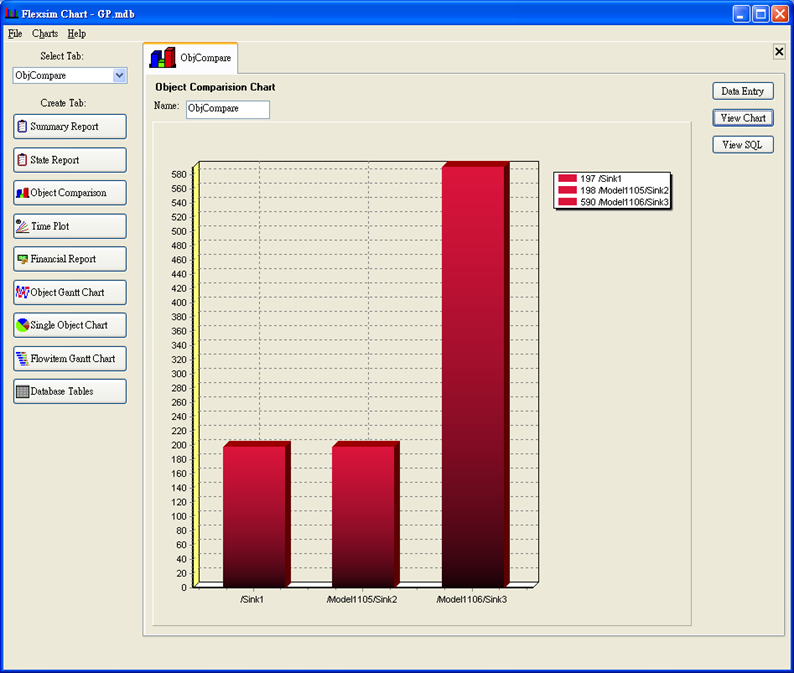 Flexsim Chart - GP.mdb
File Charts Help
Select Tab:
ObjCompare
Create Tab:
Summary Report
State Report
Object Comparison
Time Plot
Financial Report
Object Gantt Chart
Single Object Chart
Flowitem Gantt Chart
Database Tables
ObjCompare
Object Comparision Chart
Name: ObjCompare
580
560
540
520
500
480
460
440
420
400
380
360
340
320
300
280
260
240
220
200
180
160
140
120
100
80
60
40
20
0
/Sink1 /Model1105/Sink2 /Model1106/Sink3
197 /Sink1
198 /Model1105/Sink2
590 /Model1106/Sink3
Data Entry
View Chart
View SQL